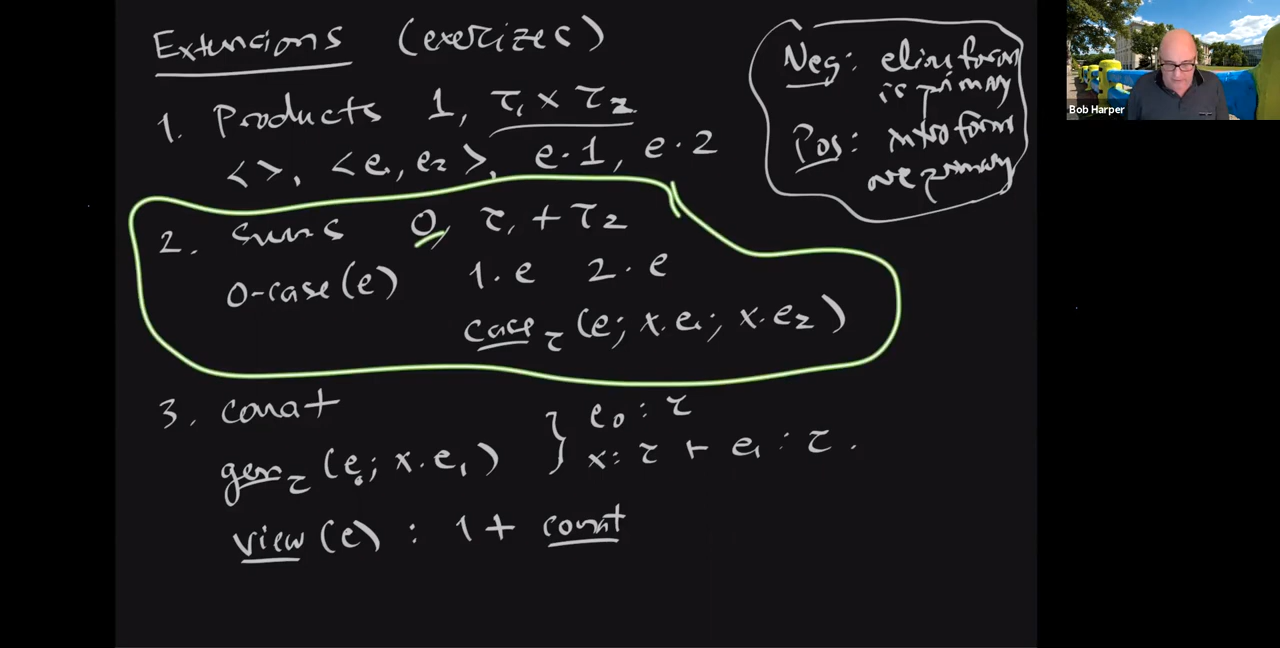 Extensions (exerizes)
1. Products 1, τ₁ × τ₂
<>, <e₁, e₂>, e·1, e·2
2. sums 0, τ₁ + τ₂
0-case(e) 1·e 2·e
case_τ (e; x.e₁; x.e₂)
3. conat
gen_τ (e₀; x.e₁) } e₀ : τ
x : τ ⊢ e₁ : τ.
view(e) : 1 + conat
Neg: elim form
is primary
Pos: intro forms
are primary
Bob Harper